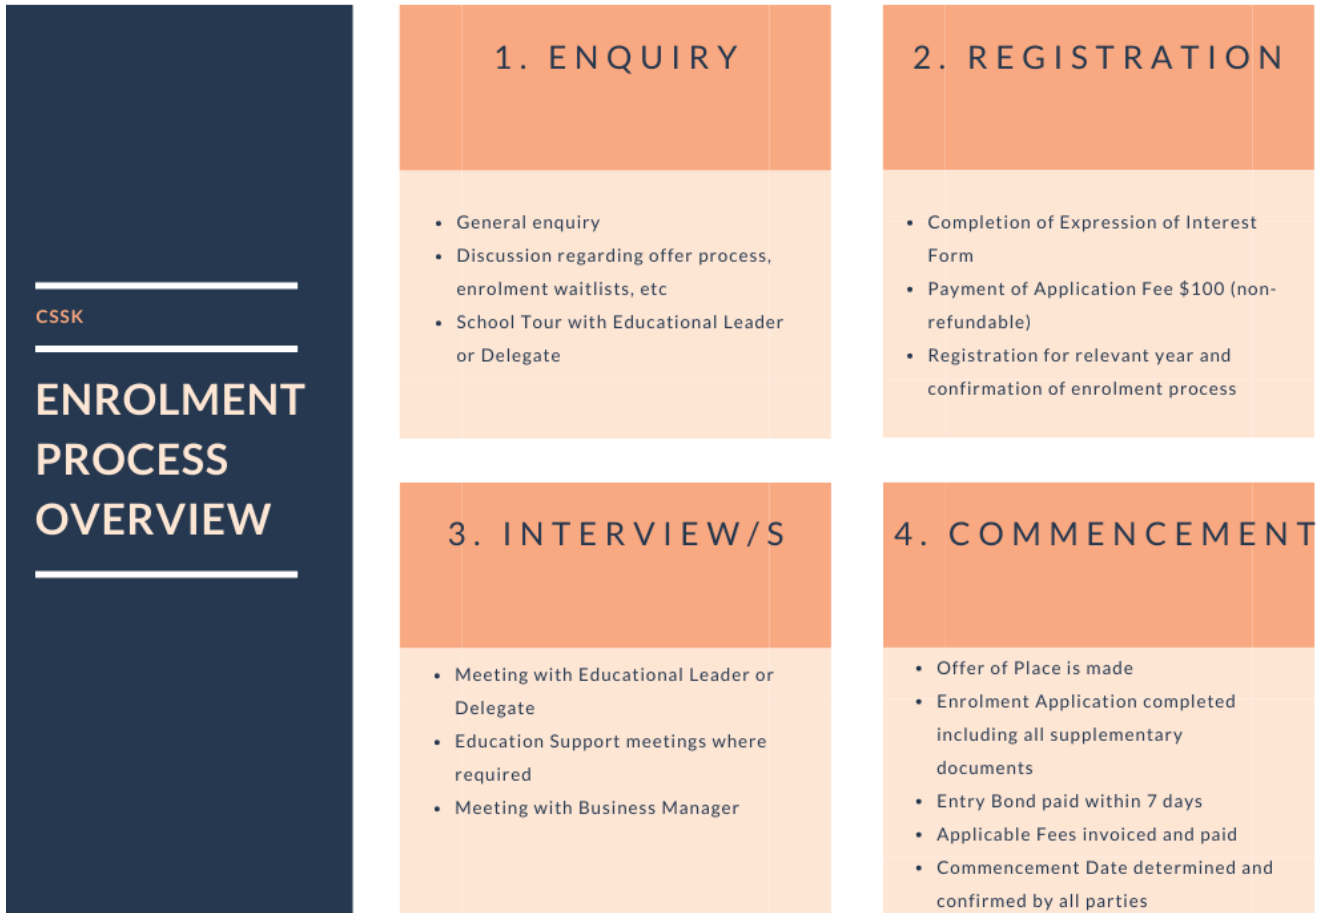 CSSK
ENROLMENT
PROCESS
OVERVIEW
1. ENQUIRY
• General enquiry
• Discussion regarding offer process,
enrolment waitlists, etc
• School Tour with Educational Leader
or Delegate
2. REGISTRATION
• Completion of Expression of Interest
Form
• Payment of Application Fee $100 (non-
refundable)
• Registration for relevant year and
confirmation of enrolment process
3. INTERVIEW/S
• Meeting with Educational Leader or
Delegate
• Education Support meetings where
required
• Meeting with Business Manager
4. COMMENCEMENT
• Offer of Place is made
• Enrolment Application completed
including all supplementary
documents
• Entry Bond paid within 7 days
• Applicable Fees invoiced and paid
• Commencement Date determined and
confirmed by all parties